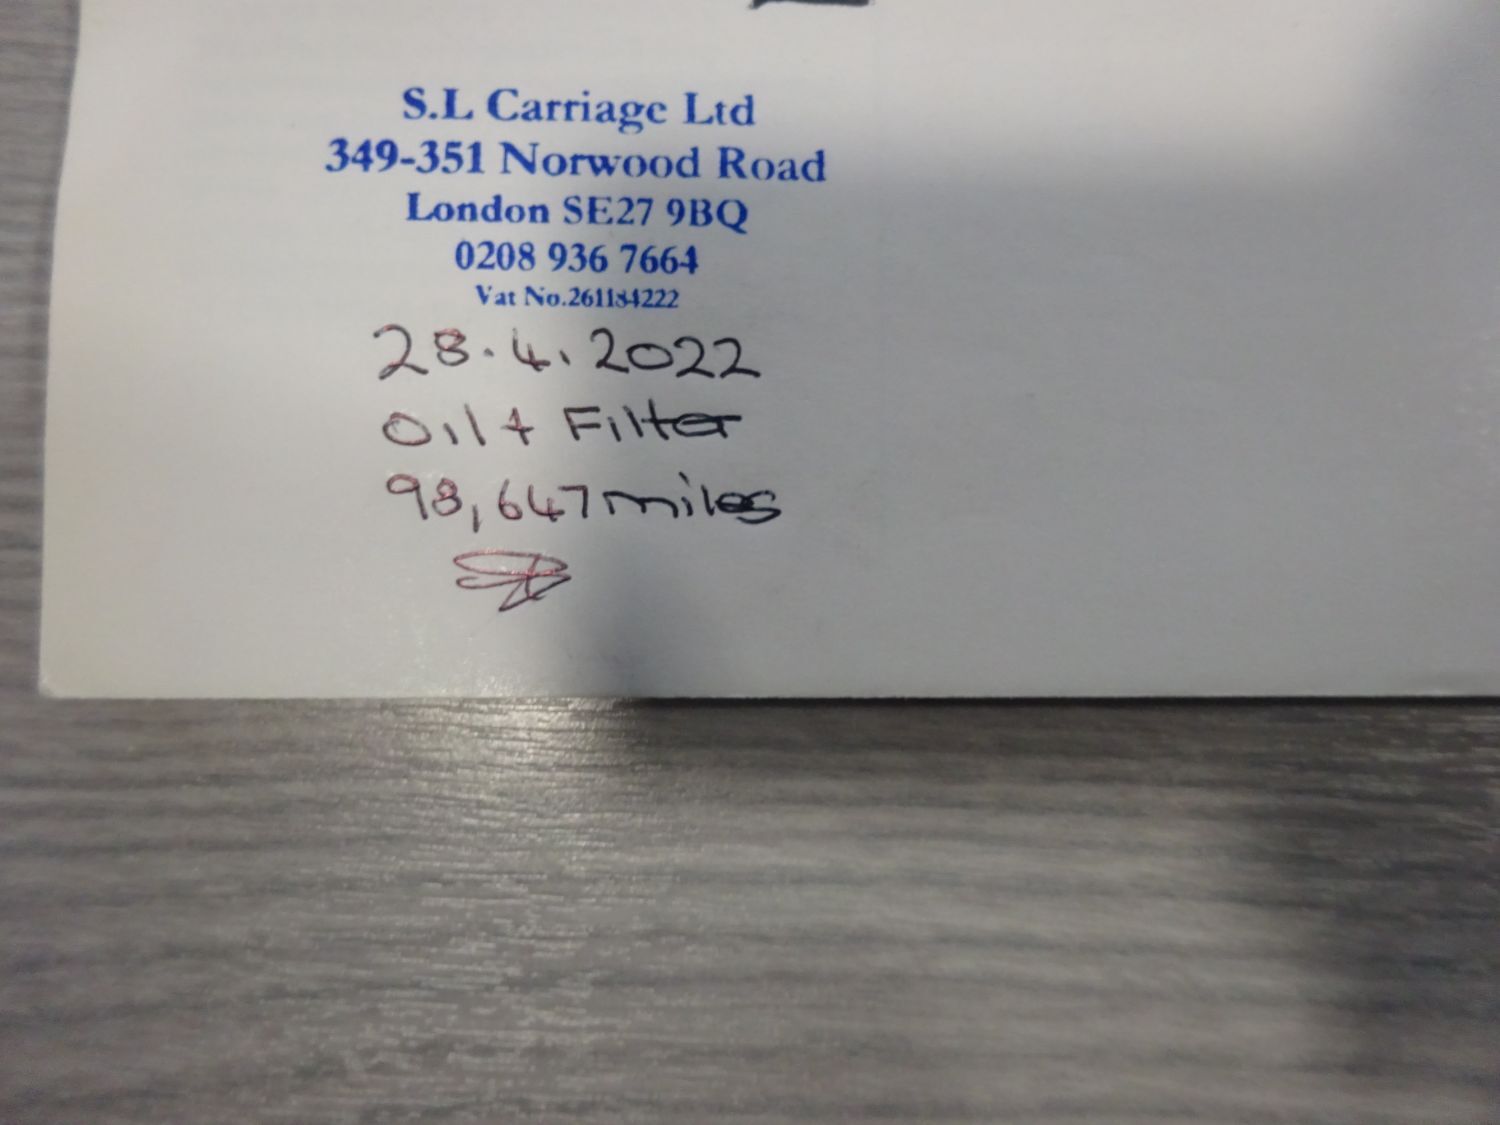 S.L Carriage Ltd
349-351 Norwood Road
London SE27 9BQ
0208 936 7664
Vat No.261184222
28.4.2022
Oil + Filter
98,647 miles